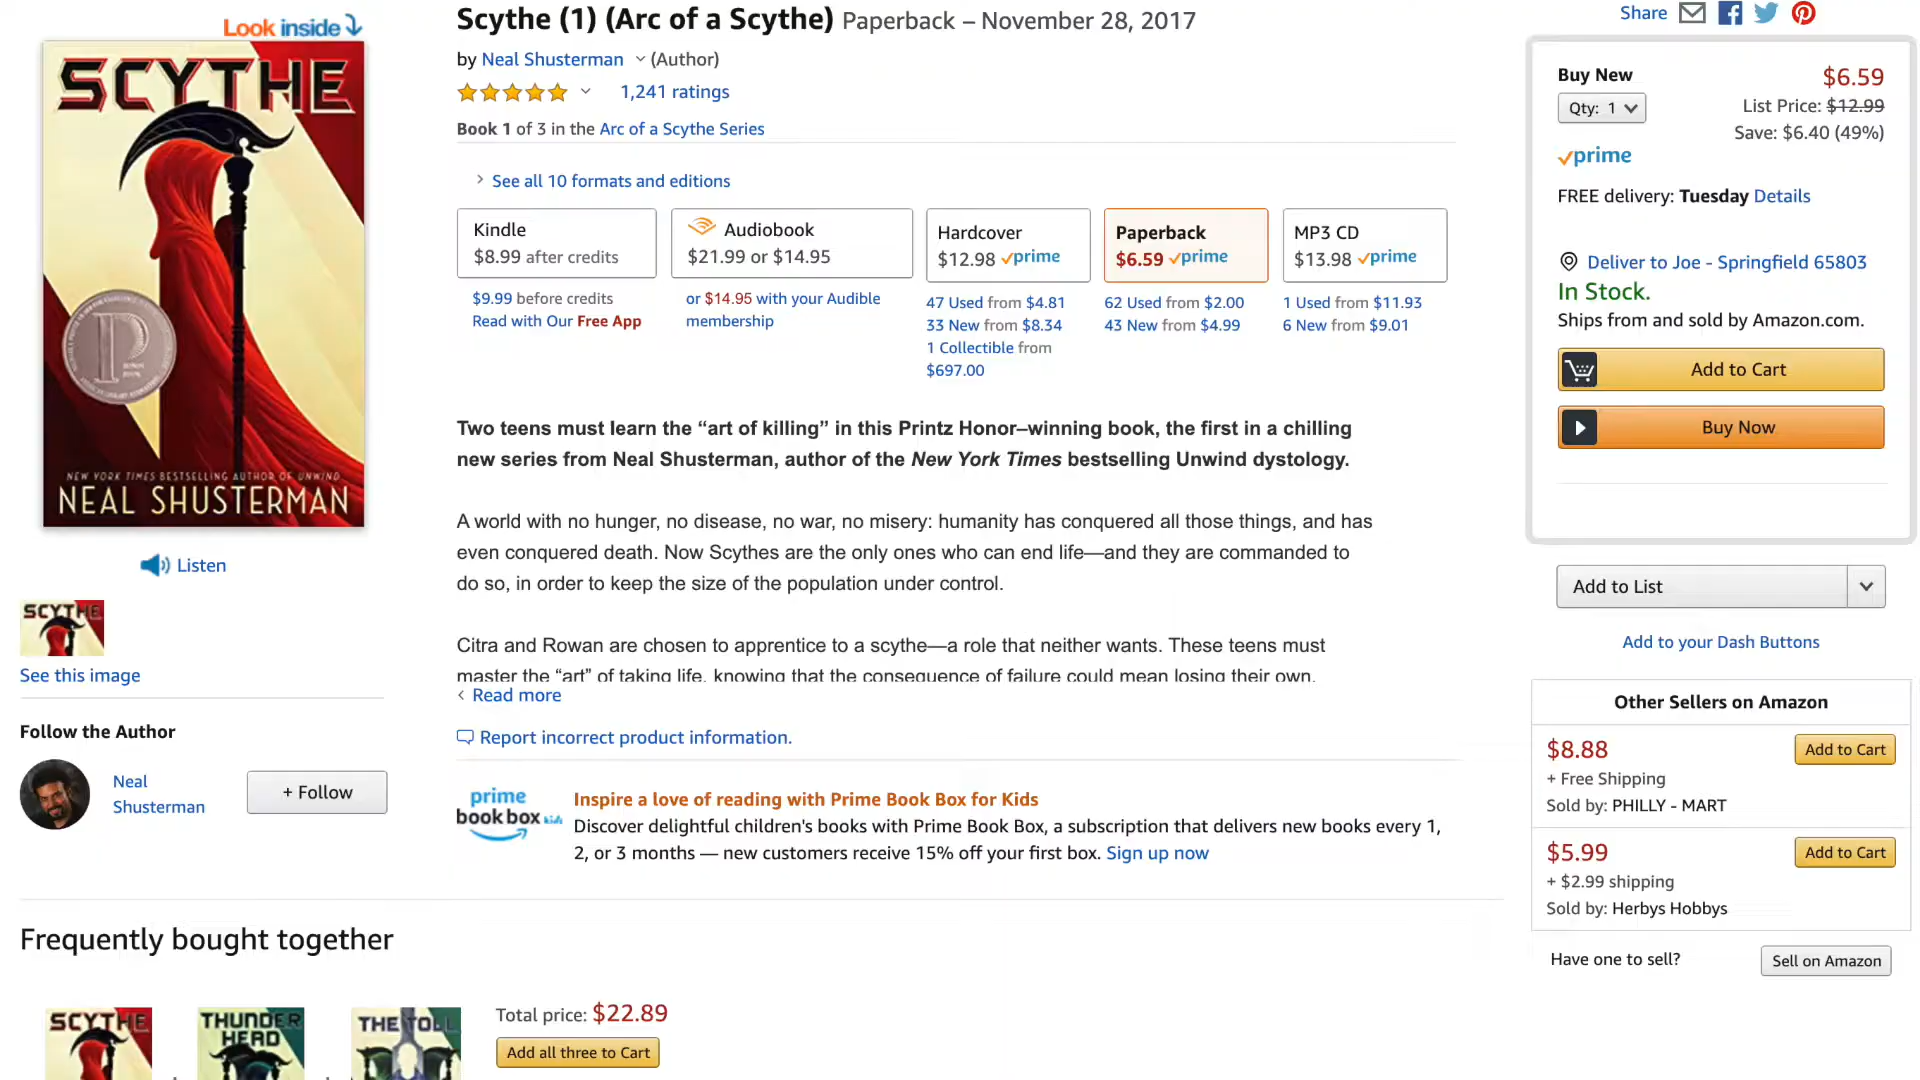 Look inside
SCYTHE
NEW YORK TIMES BESTSELLING AUTHOR OF UNWIND
NEAL SHUSTERMAN
Listen
SCYTHE
See this image
Follow the Author
Neal
Shusterman
+ Follow
Scythe (1) (Arc of a Scythe) Paperback – November 28, 2017
by Neal Shusterman (Author)
1,241 ratings
Book 1 of 3 in the Arc of a Scythe Series
See all 10 formats and editions
Kindle
$8.99 after credits
$9.99 before credits
Read with Our Free App
Audiobook
$21.99 or $14.95
or $14.95 with your Audible
membership
Hardcover
$12.98 prime
47 Used from $4.81
33 New from $8.34
1 Collectible from
$697.00
Paperback
$6.59 prime
62 Used from $2.00
43 New from $4.99
MP3 CD
$13.98 prime
1 Used from $11.93
6 New from $9.01
Two teens must learn the “art of killing” in this Printz Honor–winning book, the first in a chilling
new series from Neal Shusterman, author of the New York Times bestselling Unwind dystology.
A world with no hunger, no disease, no war, no misery: humanity has conquered all those things, and has
even conquered death. Now Scythes are the only ones who can end life—and they are commanded to
do so, in order to keep the size of the population under control.
Citra and Rowan are chosen to apprentice to a scythe—a role that neither wants. These teens must
master the “art” of taking life, knowing that the consequence of failure could mean losing their own.
Read more
Report incorrect product information.
prime
book box kids
Inspire a love of reading with Prime Book Box for Kids
Discover delightful children's books with Prime Book Box, a subscription that delivers new books every 1,
2, or 3 months — new customers receive 15% off your first box. Sign up now
Share
Buy New
$6.59
Qty: 1
List Price: $12.99
Save: $6.40 (49%)
prime
FREE delivery: Tuesday Details
Deliver to Joe - Springfield 65803
In Stock.
Ships from and sold by Amazon.com.
Add to Cart
Buy Now
Add to List
Add to your Dash Buttons
Other Sellers on Amazon
$8.88
Add to Cart
+ Free Shipping
Sold by: PHILLY - MART
$5.99
Add to Cart
+ $2.99 shipping
Sold by: Herbys Hobbys
Have one to sell?
Sell on Amazon
Frequently bought together
SCYTHE
THUNDER
HEAD
THE TOLL
Total price: $22.89
Add all three to Cart